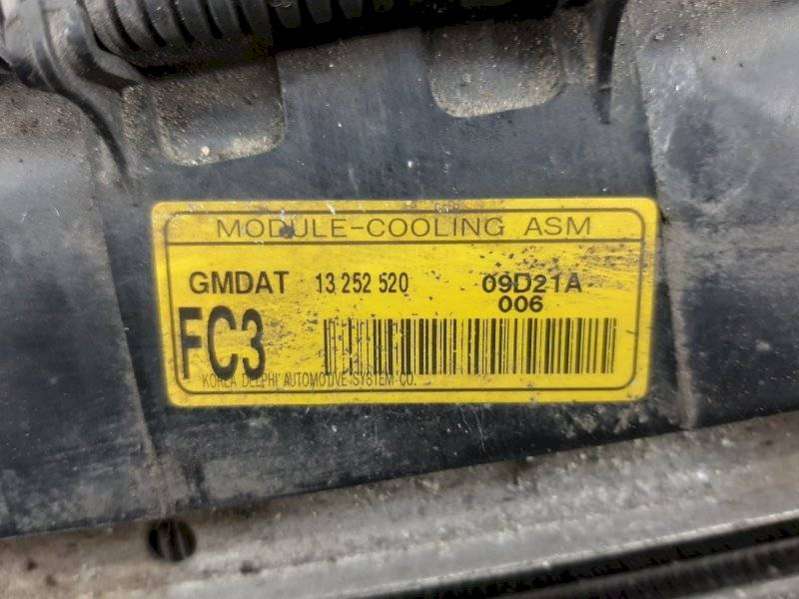 MODULE-COOLING ASM
GMDAT 13 252 520 09D21A
006
FC3
KOREA DELPHI AUTOMOTIVE SYSTEM CO.